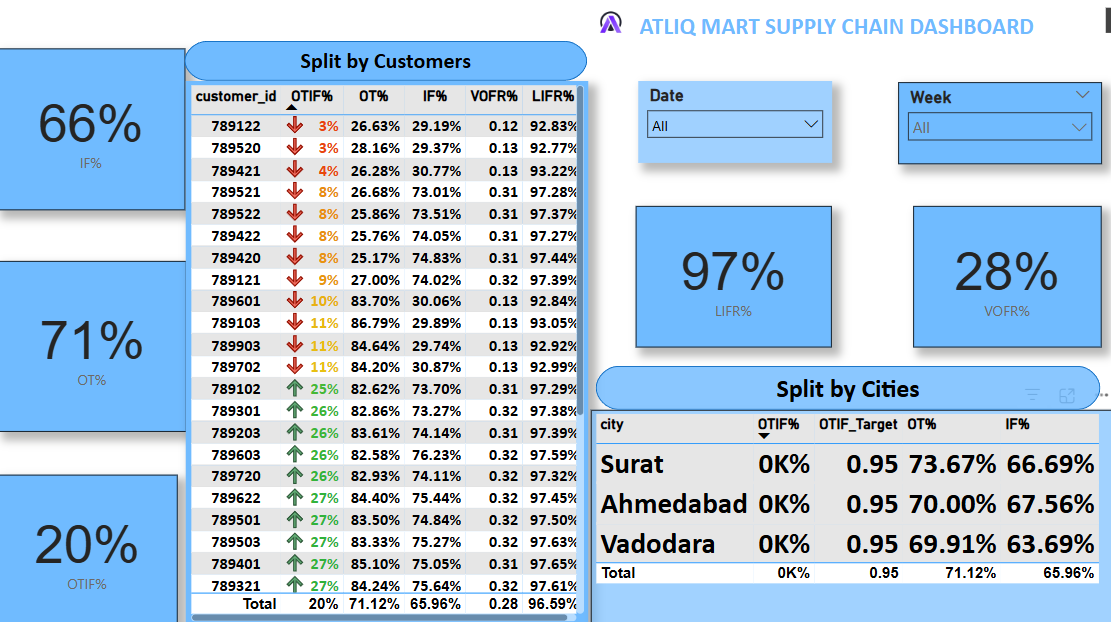 ATLIQ MART SUPPLY CHAIN DASHBOARD
66%
IF%
71%
OT%
20%
OTIF%
Split by Customers
customer_id OTIF% OT% IF% VOFR% LIFR%
789122 3% 26.63% 29.19% 0.12 92.83%
789520 3% 28.16% 29.37% 0.13 92.77%
789421 4% 26.28% 30.77% 0.13 93.22%
789521 8% 26.68% 73.01% 0.31 97.28%
789522 8% 25.86% 73.51% 0.31 97.37%
789422 8% 25.76% 74.05% 0.31 97.27%
789420 8% 25.17% 74.83% 0.31 97.44%
789121 9% 27.00% 74.02% 0.32 97.39%
789601 10% 83.70% 30.06% 0.13 92.84%
789103 11% 86.79% 29.89% 0.13 93.05%
789903 11% 84.64% 29.74% 0.13 92.92%
789702 11% 84.20% 30.87% 0.13 92.99%
789102 25% 82.62% 73.70% 0.31 97.29%
789301 26% 82.86% 73.27% 0.32 97.38%
789203 26% 83.61% 74.14% 0.31 97.39%
789603 26% 82.58% 76.23% 0.32 97.59%
789720 26% 82.93% 74.11% 0.32 97.32%
789622 27% 84.40% 75.44% 0.32 97.45%
789501 27% 83.50% 74.84% 0.32 97.50%
789503 27% 83.33% 75.27% 0.32 97.63%
789401 27% 85.10% 75.05% 0.31 97.65%
789321 27% 84.24% 75.64% 0.32 97.61%
Total 20% 71.12% 65.96% 0.28 96.59%
Date
All
Week
All
97%
LIFR%
28%
VOFR%
Split by Cities
city OTIF% OTIF_Target OT% IF%
Surat 0K% 0.95 73.67% 66.69%
Ahmedabad 0K% 0.95 70.00% 67.56%
Vadodara 0K% 0.95 69.91% 63.69%
Total 0K% 0.95 71.12% 65.96%